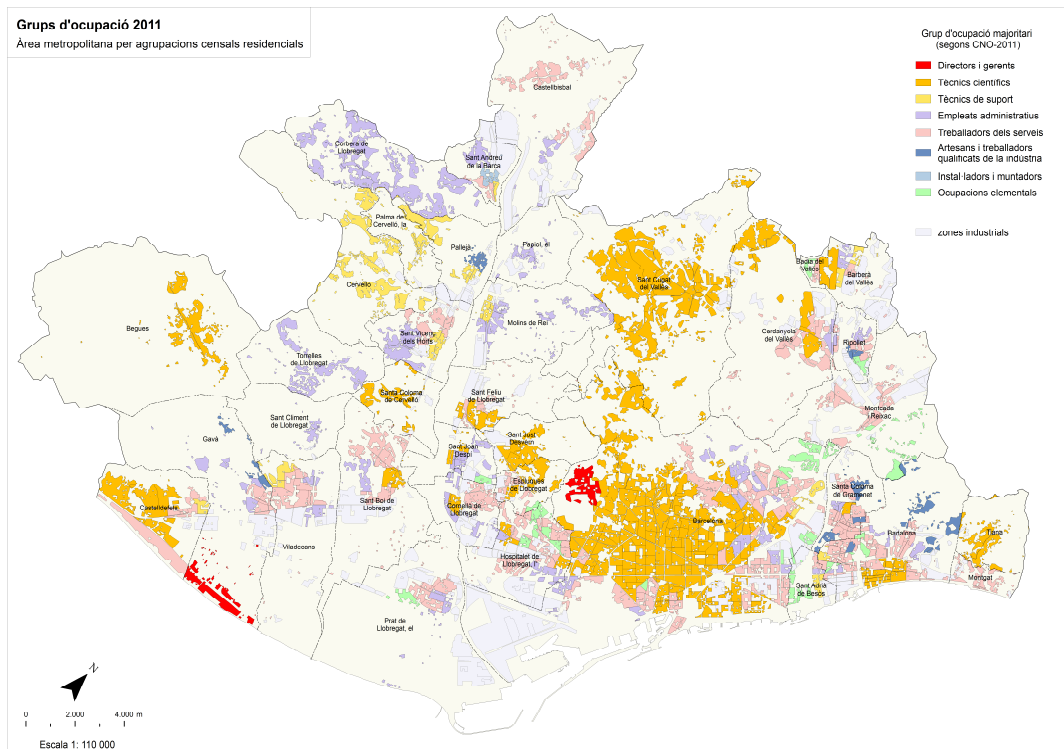 Grups d'ocupació 2011
Àrea metropolitana per agrupacions censals residencials
Grup d'ocupació majoritari
(segons CNO-2011)
Directors i gerents
Tècnics científics
Tècnics de suport
Empleats administratius
Treballadors dels serveis
Artesans i treballadors
qualificats de la indústria
Instal·ladors i muntadors
Ocupacions elementals
zones industrials
Castellbisbal
Corbera de
Llobregat
Sant Andreu
de la Barca
Palma de
Cervelló, la
Pallejà
Papiol, el
Cervelló
Sant Cugat
del Vallès
Badia del
Vallès
Barberà
del Vallès
Begues
Molins de Rei
Sant Vicenç
dels Horts
Cerdanyola
del Vallès
Ripollet
Torrelles
de Llobregat
Santa Coloma
de Cervelló
Sant Feliu
de Llobregat
Montcada
i Reixac
Sant Climent
de Llobregat
Gavà
Sant Just
Desvern
Sant Joan
Despí
Esplugues
de Llobregat
Santa Coloma
de Gramenet
Castelldefels
Sant Boi de
Llobregat
Cornellà de
Llobregat
Barcelona
Badalona
Tiana
Viladecans
Hospitalet de
Llobregat, l'
Montgat
Sant Adrià
de Besòs
Prat de
Llobregat, el
N
0 2.000 4.000 m
Escala 1: 110 000